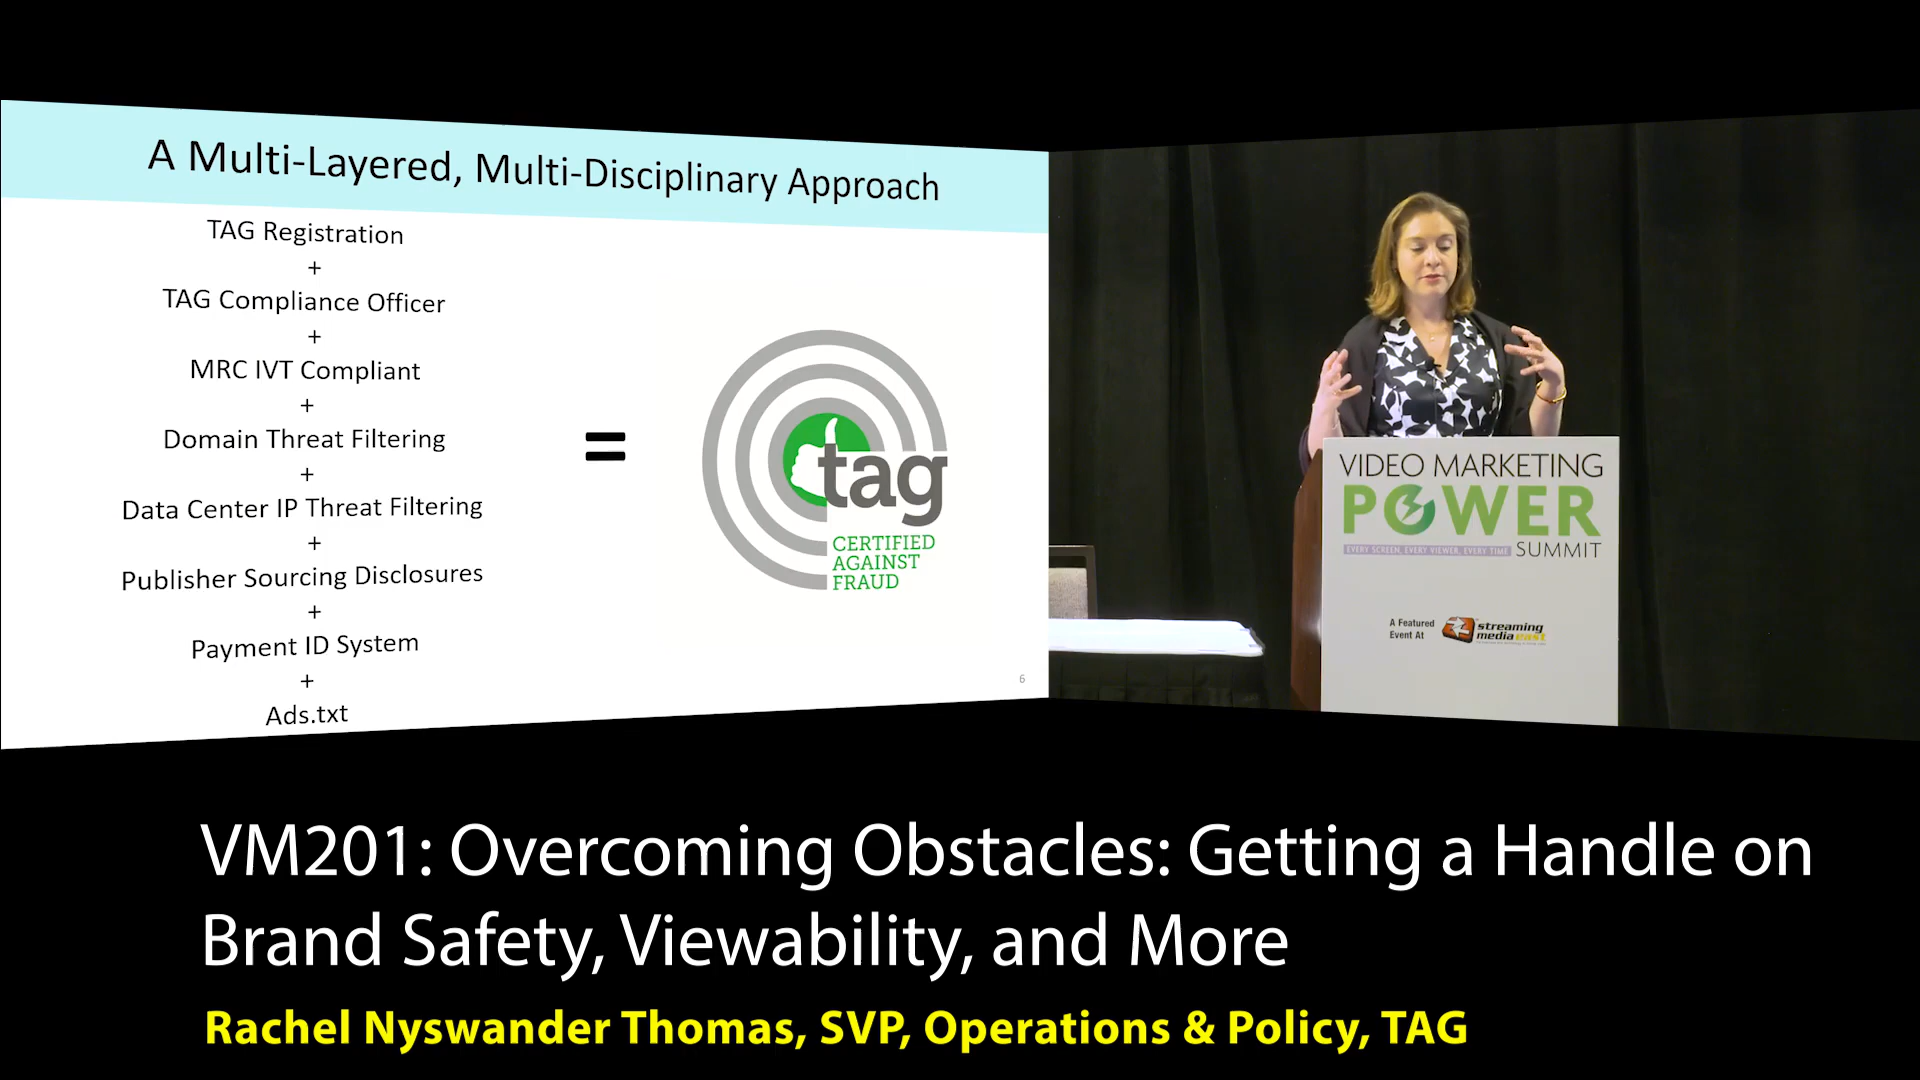 A Multi-Layered, Multi-Disciplinary Approach
TAG Registration
+
TAG Compliance Officer
+
MRC IVT Compliant
+
Domain Threat Filtering
+
Data Center IP Threat Filtering
+
Publisher Sourcing Disclosures
+
Payment ID System
+
Ads.txt
=
tag
CERTIFIED
AGAINST
FRAUD
6
VIDEO MARKETING
POWER
EVERY SCREEN, EVERY VIEWER, EVERY TIME
SUMMIT
A Featured
Event At
streaming
media east
VM201: Overcoming Obstacles: Getting a Handle on
Brand Safety, Viewability, and More
Rachel Nyswander Thomas, SVP, Operations & Policy, TAG